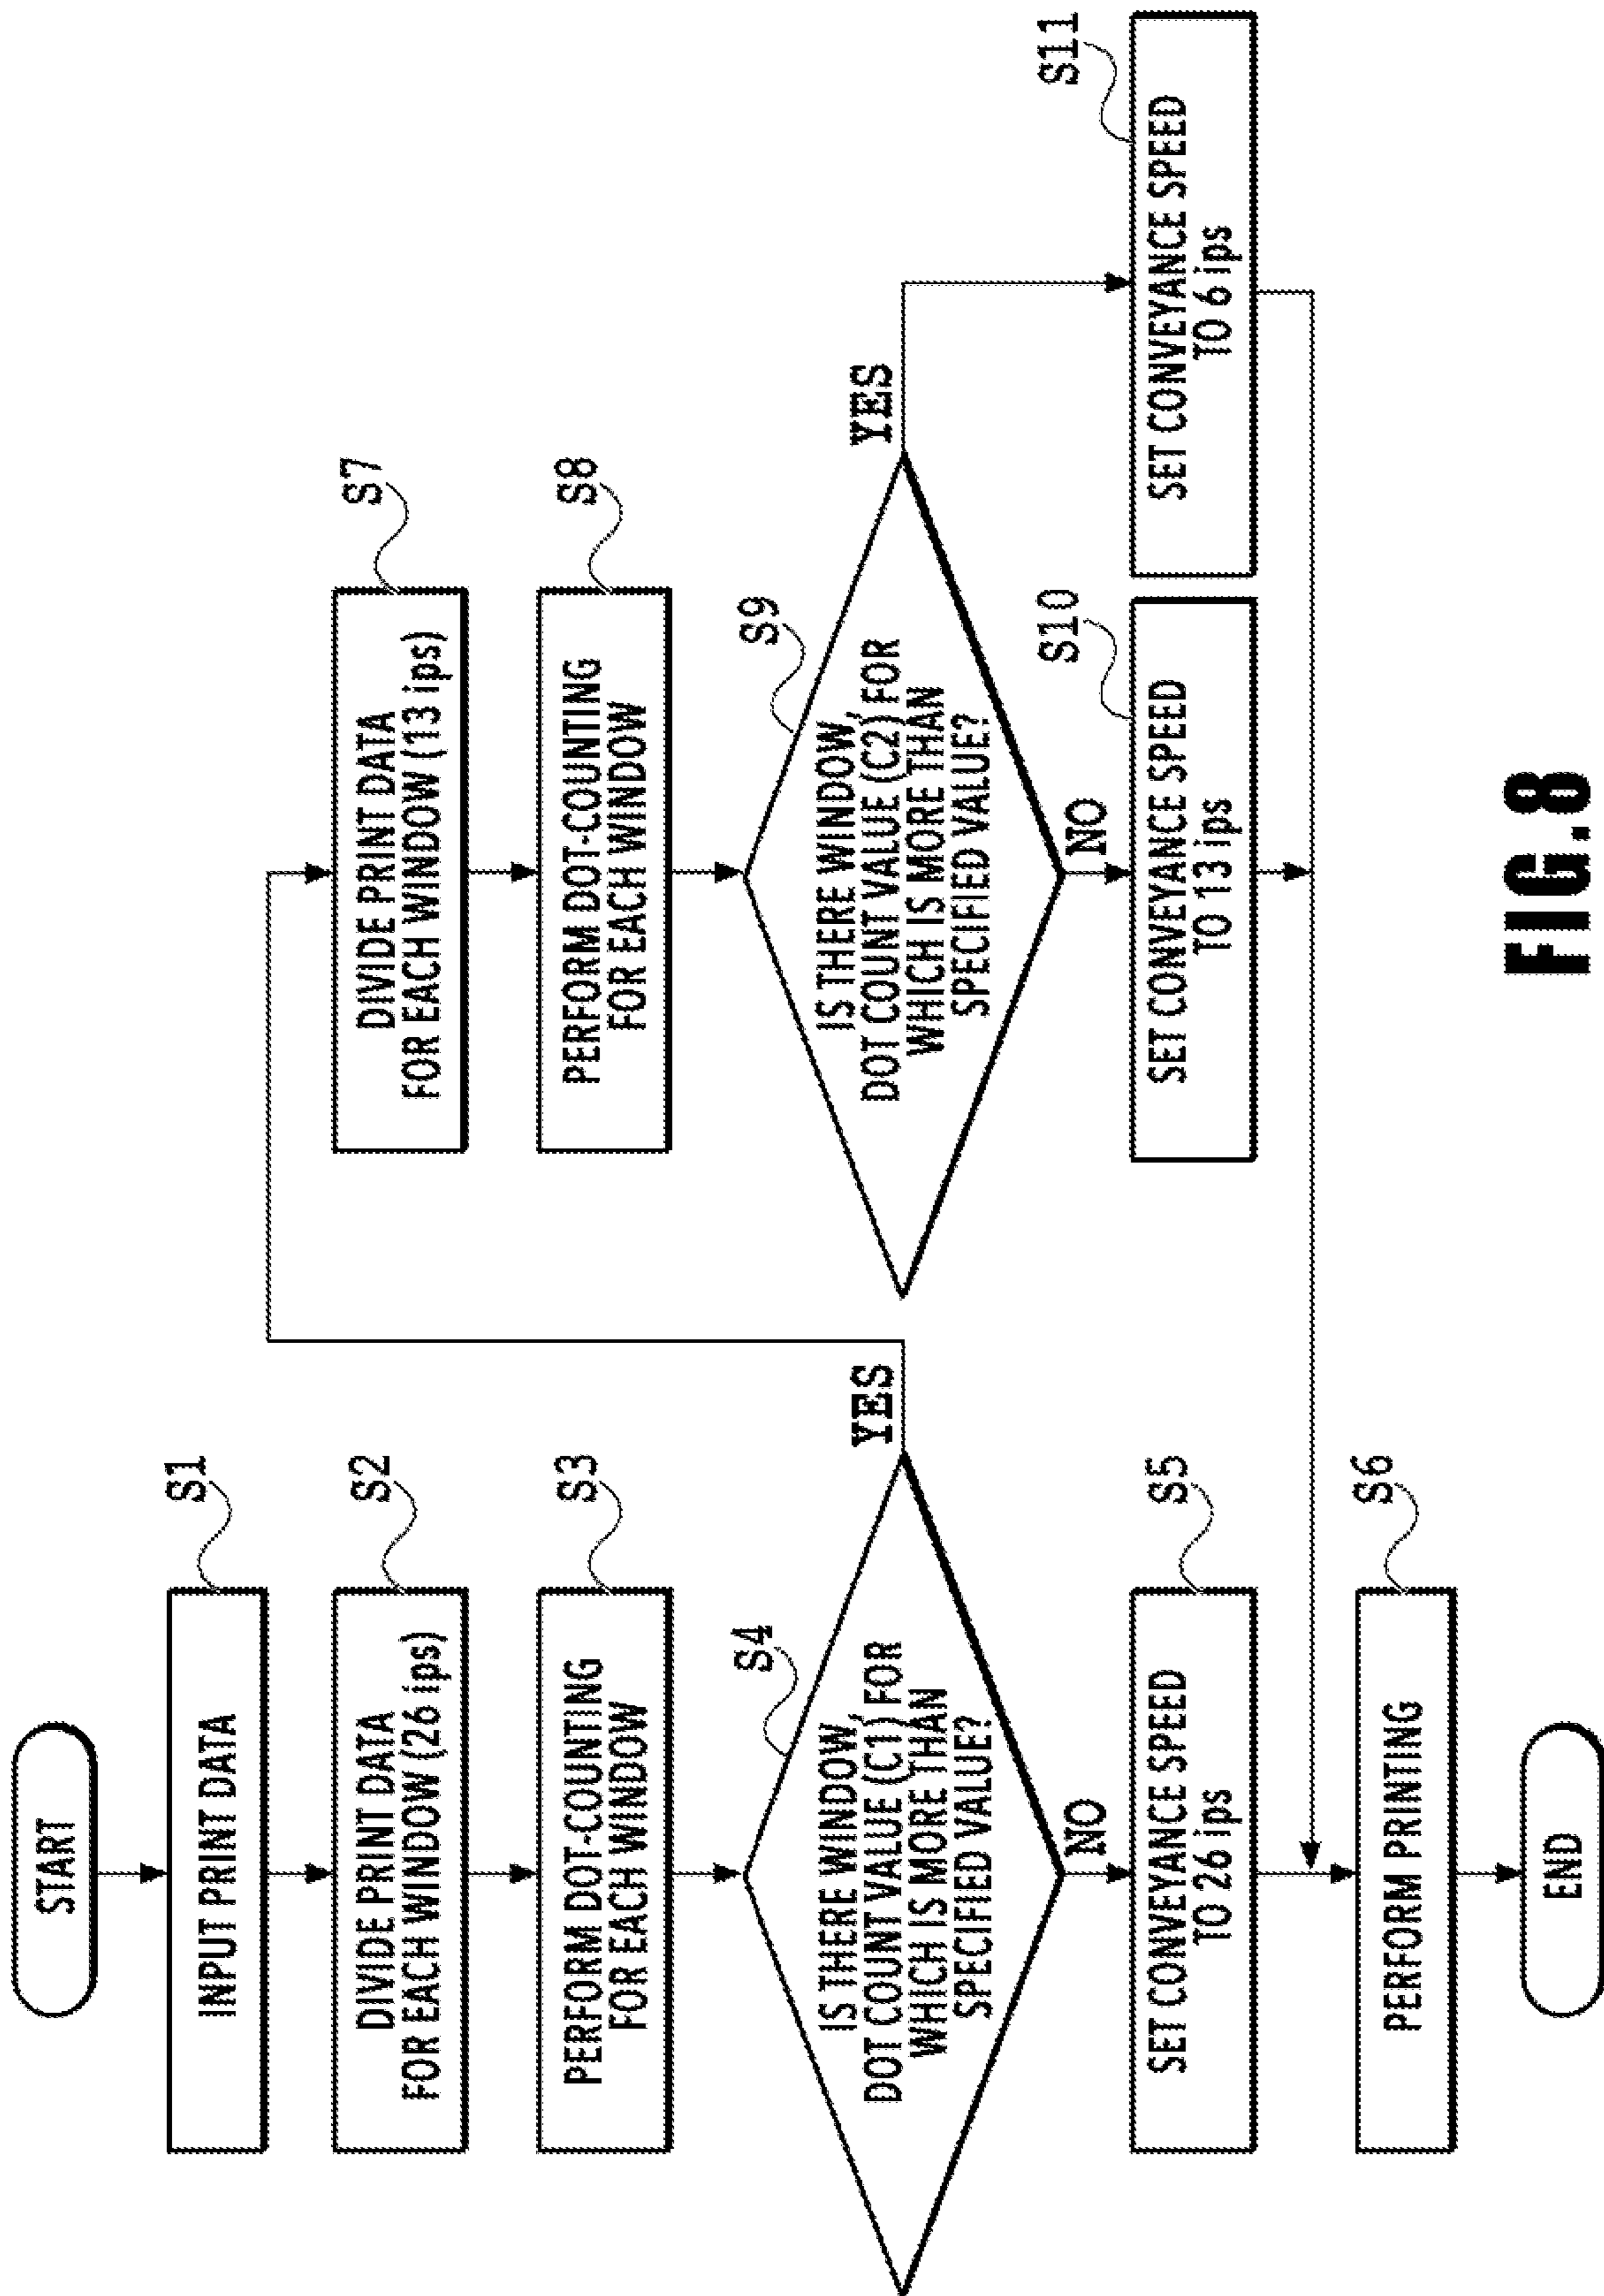 START
S1
INPUT PRINT DATA
S2
DIVIDE PRINT DATA
FOR EACH WINDOW (26 ips)
S3
PERFORM DOT-COUNTING
FOR EACH WINDOW
S4
IS THERE WINDOW,
DOT COUNT VALUE (C1) FOR
WHICH IS MORE THAN
SPECIFIED VALUE?
YES
NO
S5
SET CONVEYANCE SPEED
TO 26 ips
S6
PERFORM PRINTING
END
S7
DIVIDE PRINT DATA
FOR EACH WINDOW (13 ips)
S8
PERFORM DOT-COUNTING
FOR EACH WINDOW
S9
IS THERE WINDOW,
DOT COUNT VALUE (C2) FOR
WHICH IS MORE THAN
SPECIFIED VALUE?
YES
NO
S10
SET CONVEYANCE SPEED
TO 13 ips
S11
SET CONVEYANCE SPEED
TO 6 ips
FIG.8